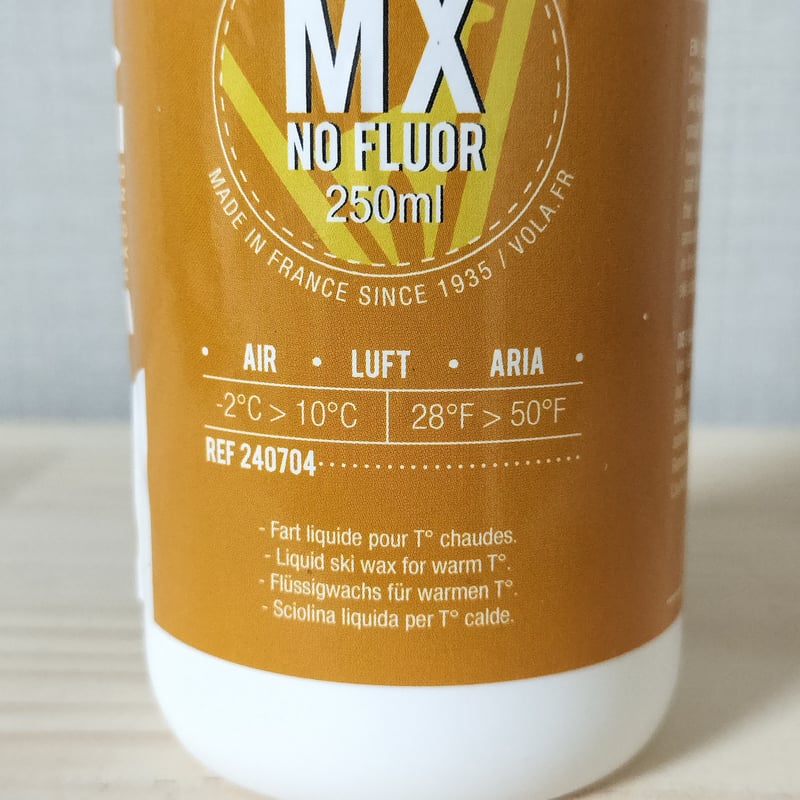 MX
NO FLUOR
250ml
MADE IN FRANCE SINCE 1935 / VOLA.FR
• AIR • LUFT • ARIA •
-2°C > 10°C 28°F > 50°F
REF 240704
- Fart liquide pour T° chaudes.
- Liquid ski wax for warm T°.
- Flüssigwachs für warmen T°.
- Sciolina liquida per T° calde.